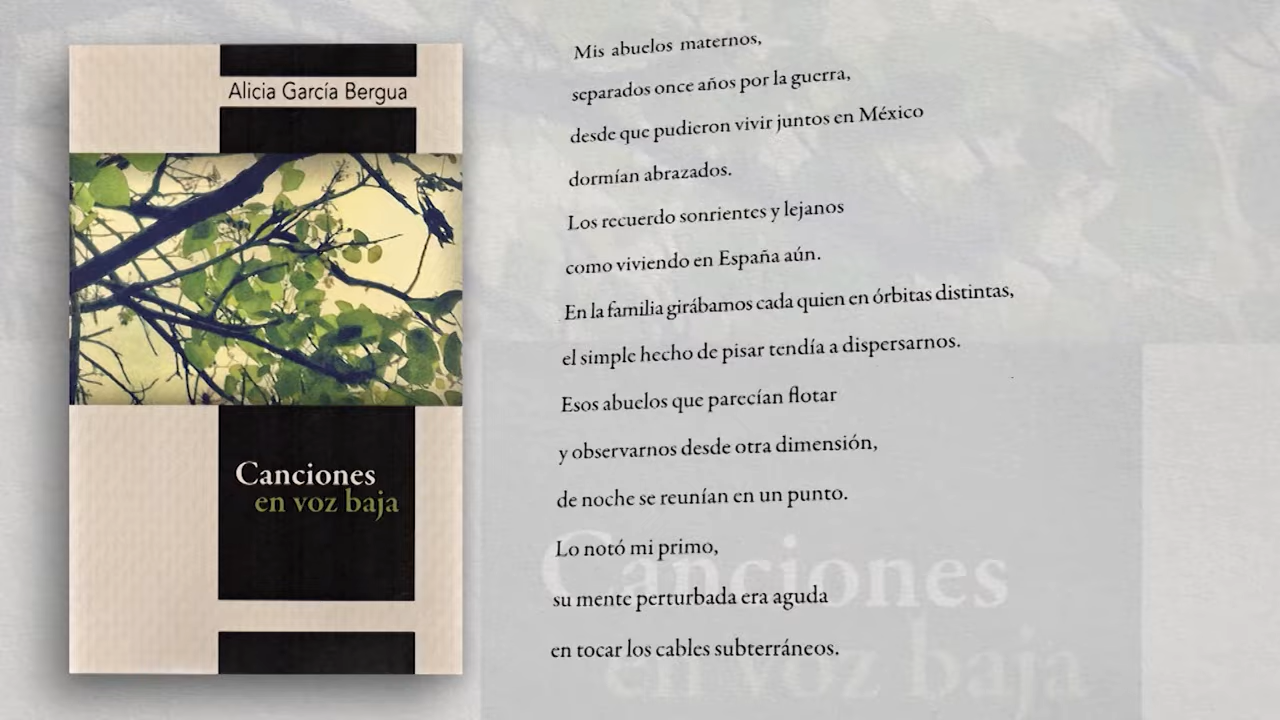 Alicia García Bergua
Canciones
en voz baja
Mis abuelos maternos,
separados once años por la guerra,
desde que pudieron vivir juntos en México
dormían abrazados.
Los recuerdo sonrientes y lejanos
como viviendo en España aún.
En la familia girábamos cada quien en órbitas distintas,
el simple hecho de pisar tendía a dispersarnos.
Esos abuelos que parecían flotar
y observarnos desde otra dimensión,
de noche se reunían en un punto.
Lo notó mi primo,
su mente perturbada era aguda
en tocar los cables subterráneos.
Canciones
en voz baja